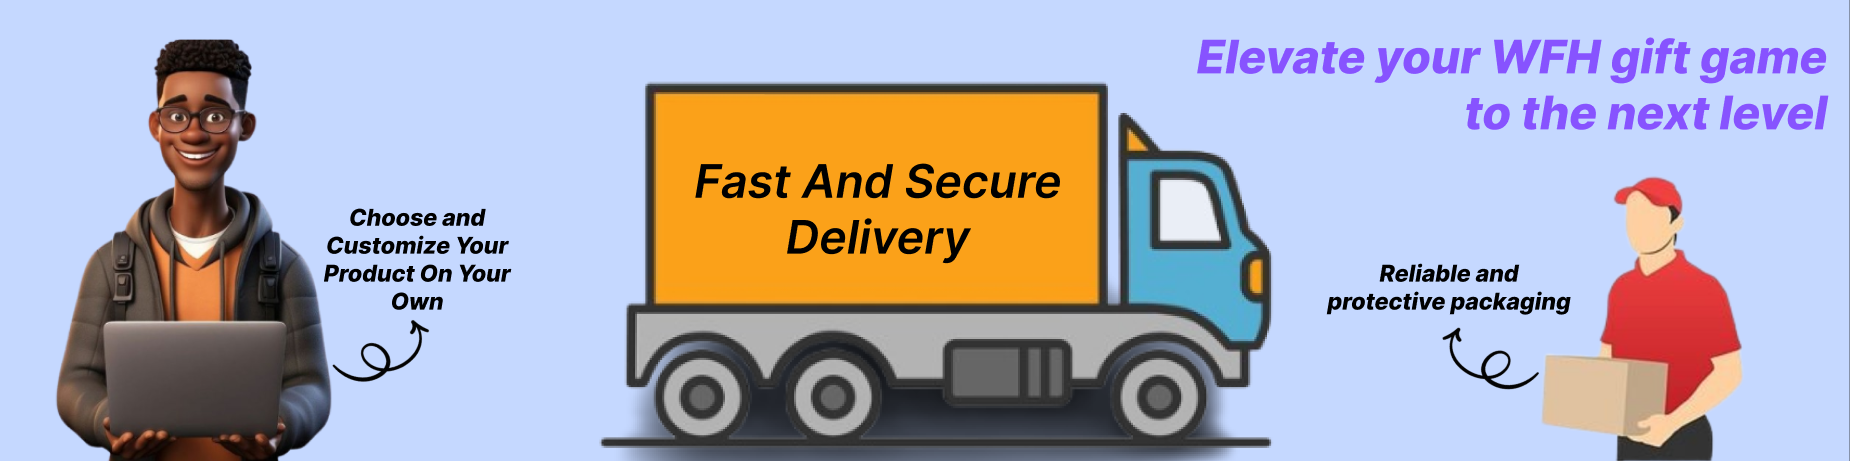 Elevate your WFH gift game
to the next level
Choose and
Customize Your
Product On Your
Own
Fast And Secure
Delivery
Reliable and
protective packaging